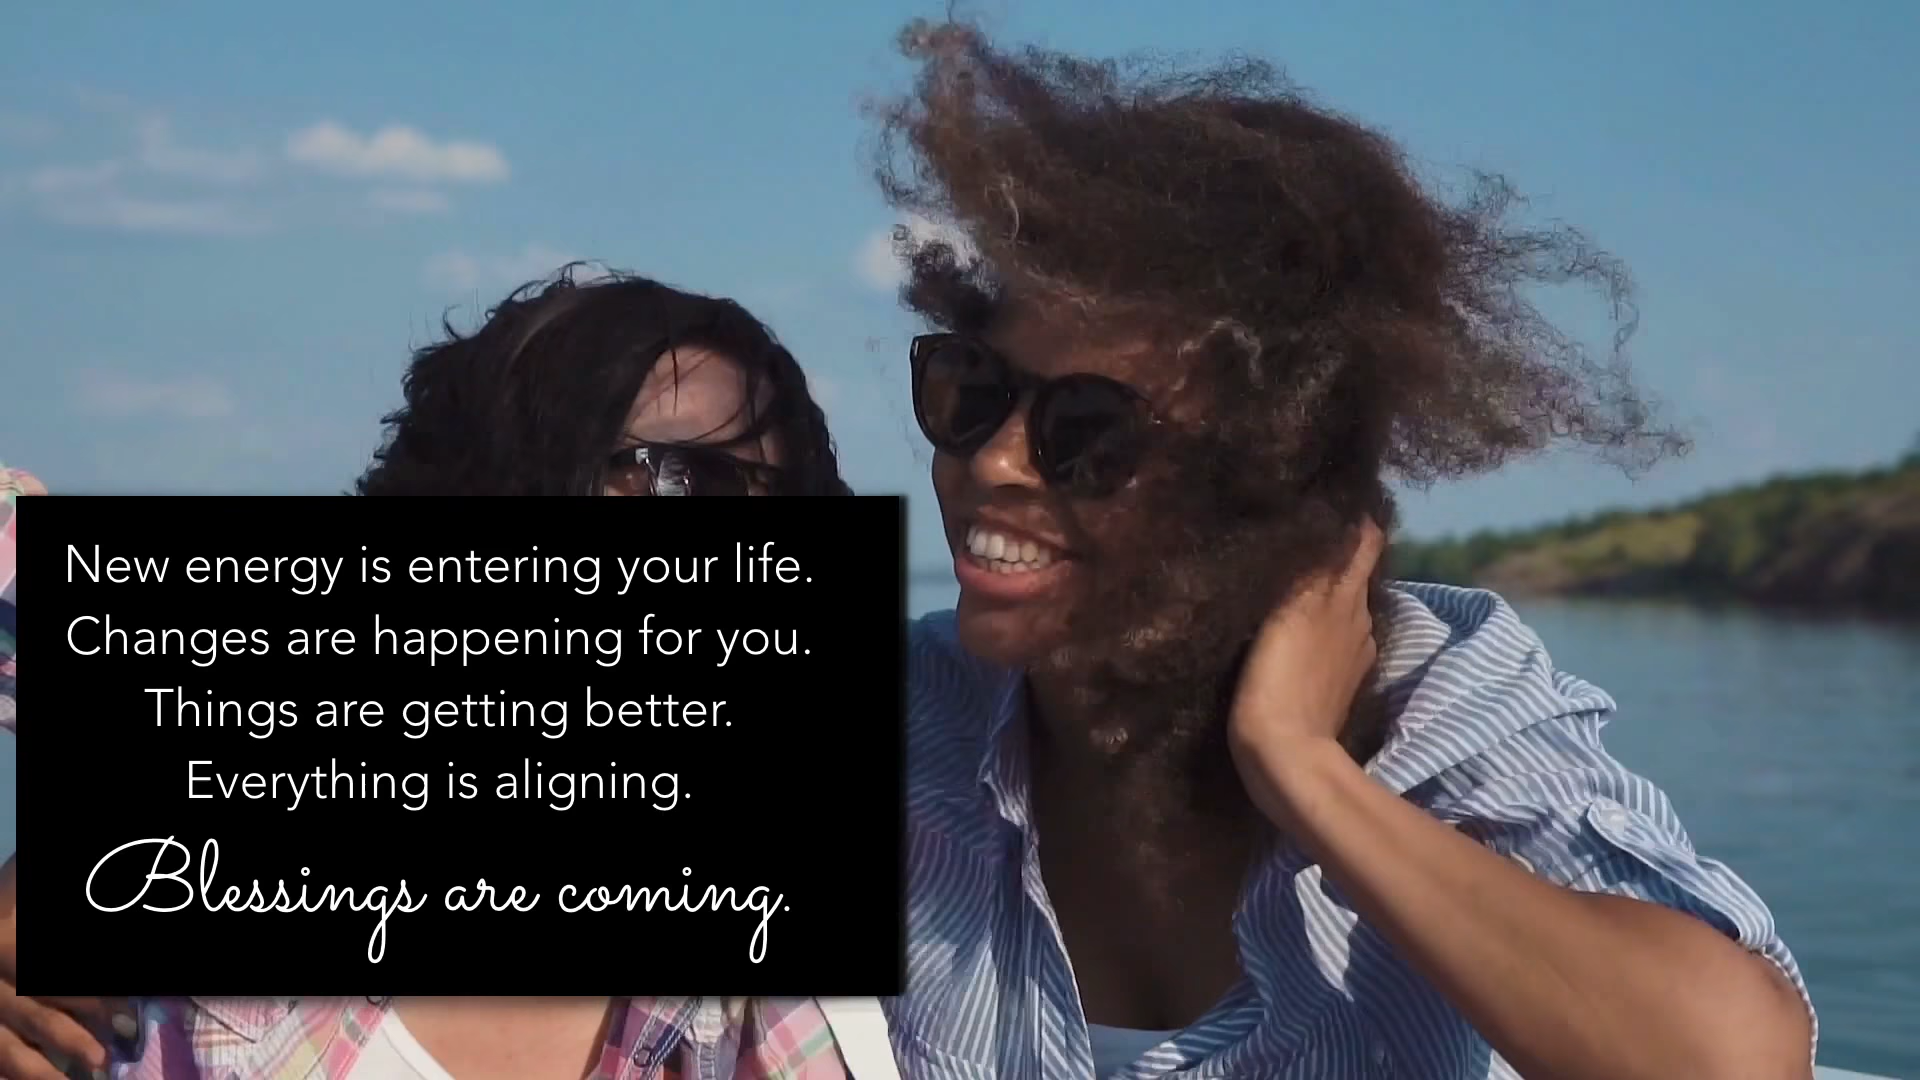 New energy is entering your life.
Changes are happening for you.
Things are getting better.
Everything is aligning.
Blessings are coming.